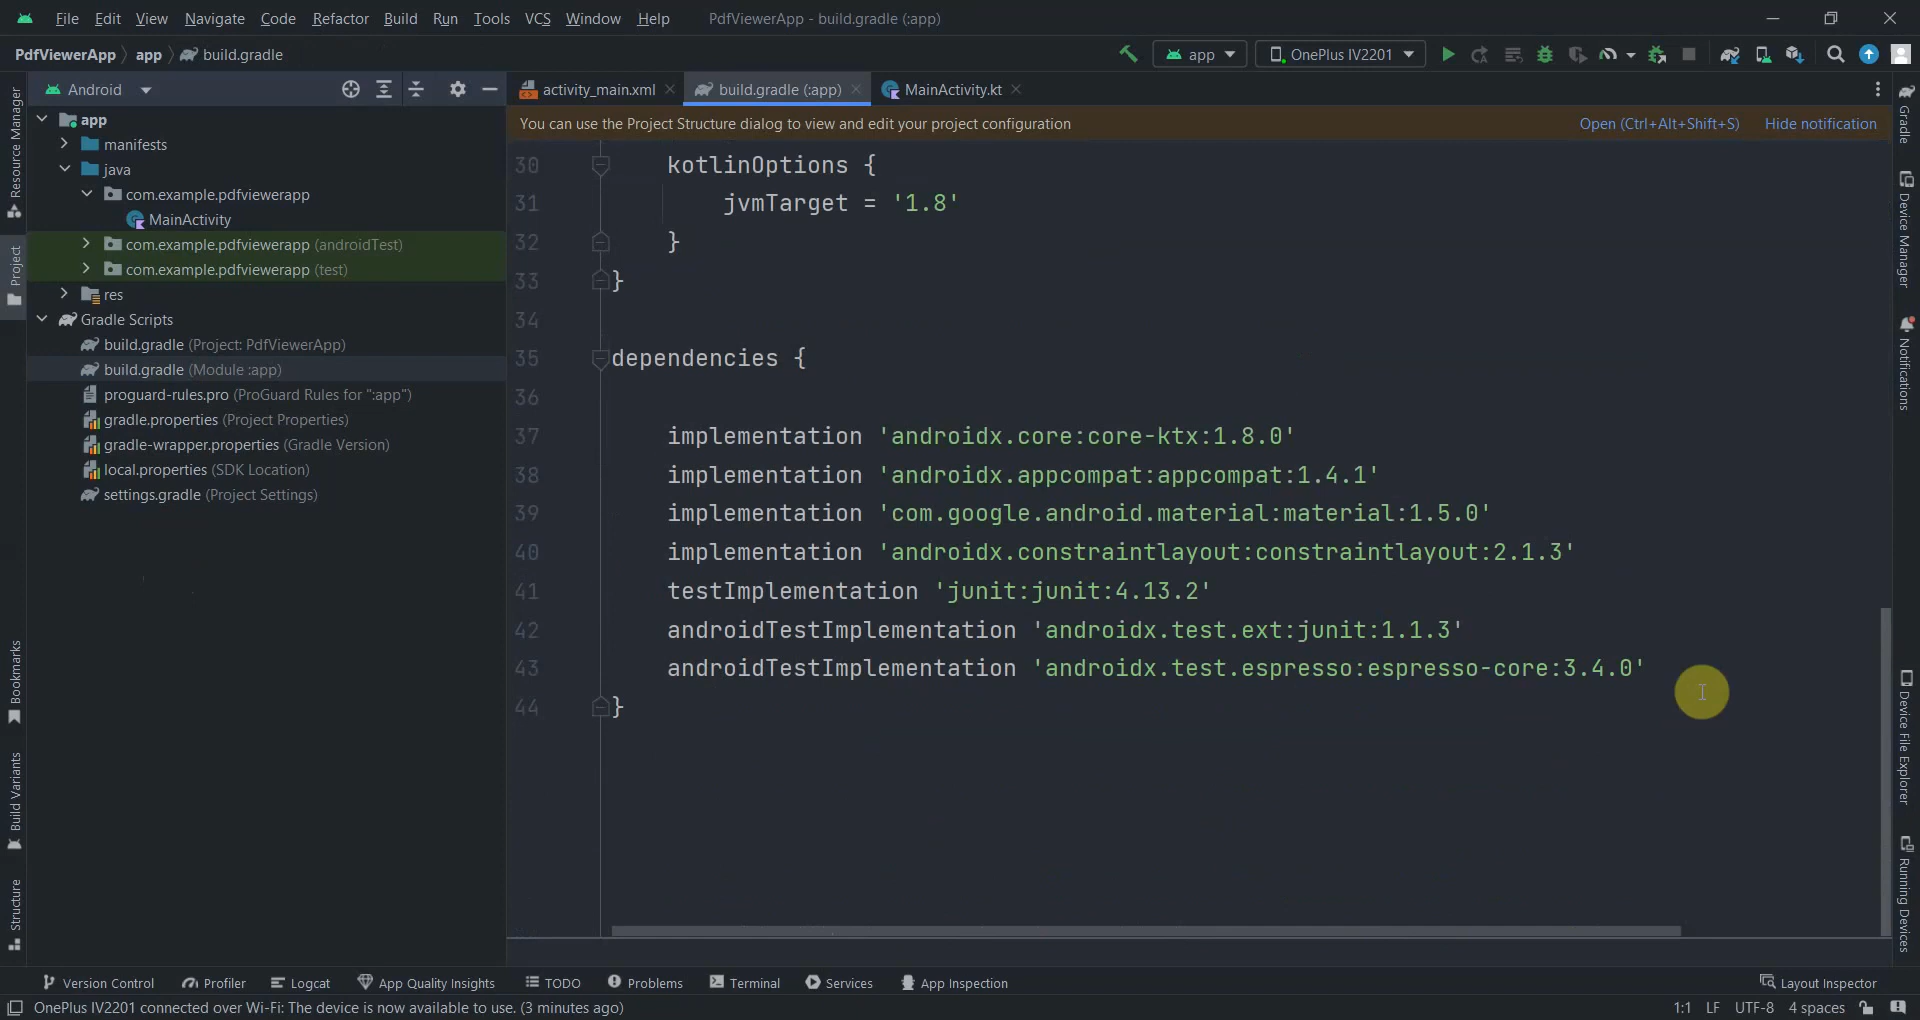 File Edit View Navigate Code Refactor Build Run Tools VCS Window Help PdfViewerApp - build.gradle (:app)
PdfViewerApp app build.gradle app OnePlus IV2201
Android
activity_main.xml build.gradle (:app) MainActivity.kt
You can use the Project Structure dialog to view and edit your project configuration Open (Ctrl+Alt+Shift+S) Hide notification
app
manifests
java
com.example.pdfviewerapp
MainActivity
com.example.pdfviewerapp (androidTest)
com.example.pdfviewerapp (test)
res
Gradle Scripts
build.gradle (Project: PdfViewerApp)
build.gradle (Module :app)
proguard-rules.pro (ProGuard Rules for ":app")
gradle.properties (Project Properties)
gradle-wrapper.properties (Gradle Version)
local.properties (SDK Location)
settings.gradle (Project Settings)
30 kotlinOptions {
31 jvmTarget = '1.8'
32 }
33 }
34
35 dependencies {
36
37 implementation 'androidx.core:core-ktx:1.8.0'
38 implementation 'androidx.appcompat:appcompat:1.4.1'
39 implementation 'com.google.android.material:material:1.5.0'
40 implementation 'androidx.constraintlayout:constraintlayout:2.1.3'
41 testImplementation 'junit:junit:4.13.2'
42 androidTestImplementation 'androidx.test.ext:junit:1.1.3'
43 androidTestImplementation 'androidx.test.espresso:espresso-core:3.4.0'
44 }
Resource Manager
Project
Bookmarks
Build Variants
Structure
Gradle
Device Manager
Notifications
Device File Explorer
Running Devices
Version Control Profiler Logcat App Quality Insights TODO Problems Terminal Services App Inspection Layout Inspector
OnePlus IV2201 connected over Wi-Fi: The device is now available to use. (3 minutes ago) 1:1 LF UTF-8 4 spaces